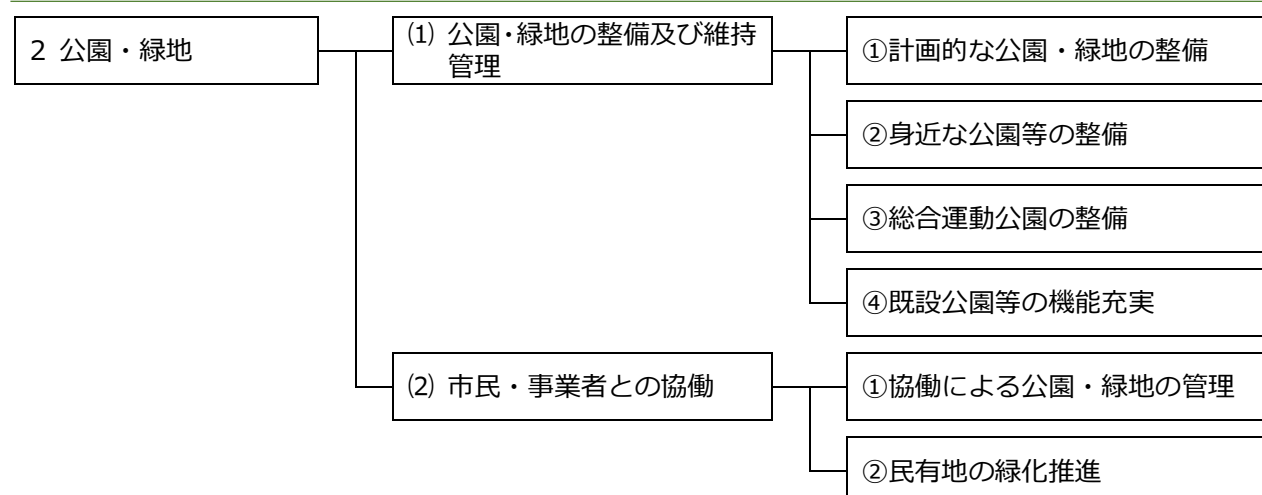 2 公園・緑地
⑴ 公園・緑地の整備及び維持
管理
①計画的な公園・緑地の整備
②身近な公園等の整備
③総合運動公園の整備
④既設公園等の機能充実
⑵ 市民・事業者との協働
①協働による公園・緑地の管理
②民有地の緑化推進